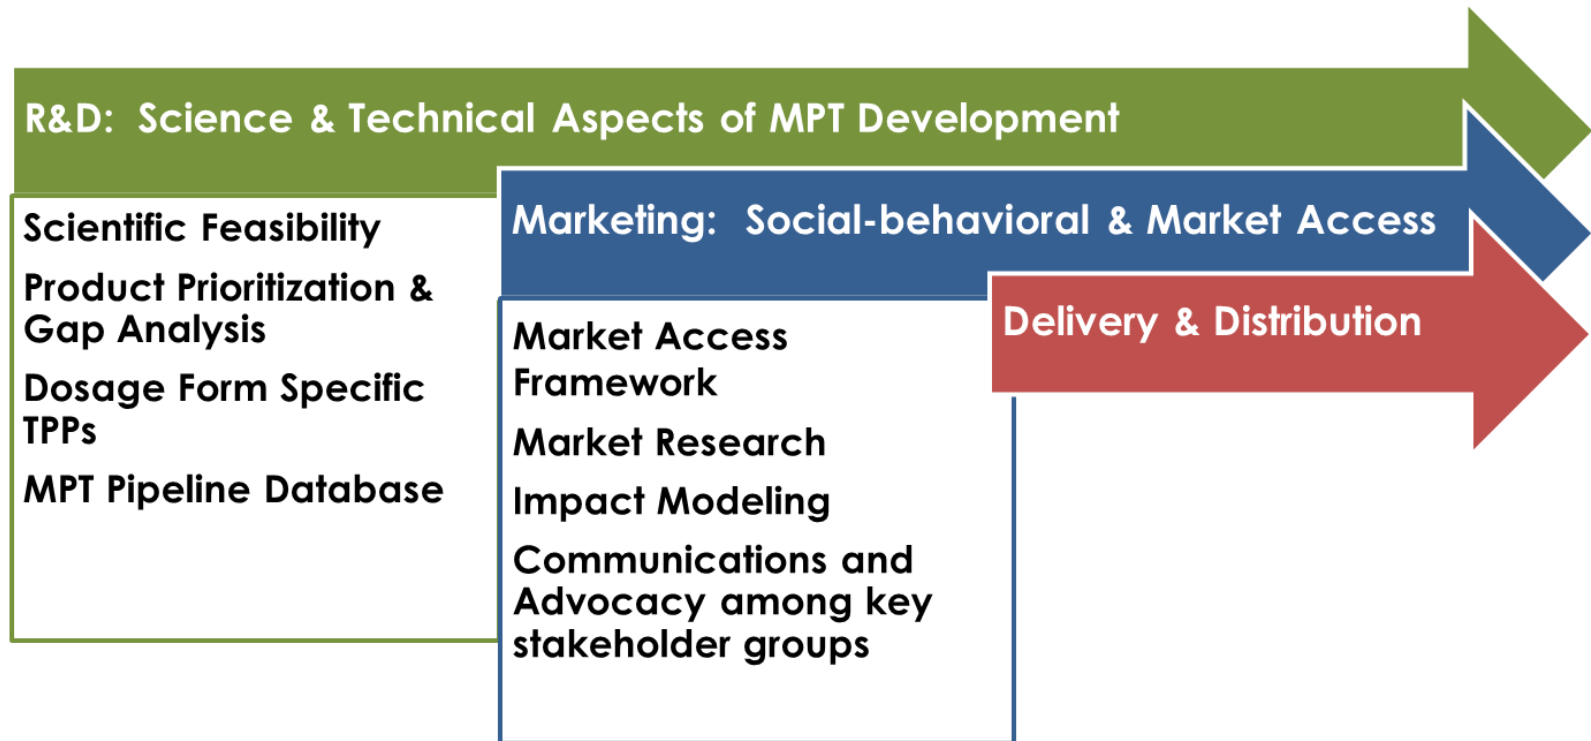 R&D:  Science & Technical Aspects of MPT Development
Scientific Feasibility
Product Prioritization &
Gap Analysis
Dosage Form Specific
TPPs
MPT Pipeline Database
Marketing:  Social-behavioral & Market Access
Market Access
Framework
Market Research
Impact Modeling
Communications and
Advocacy among key
stakeholder groups
Delivery & Distribution